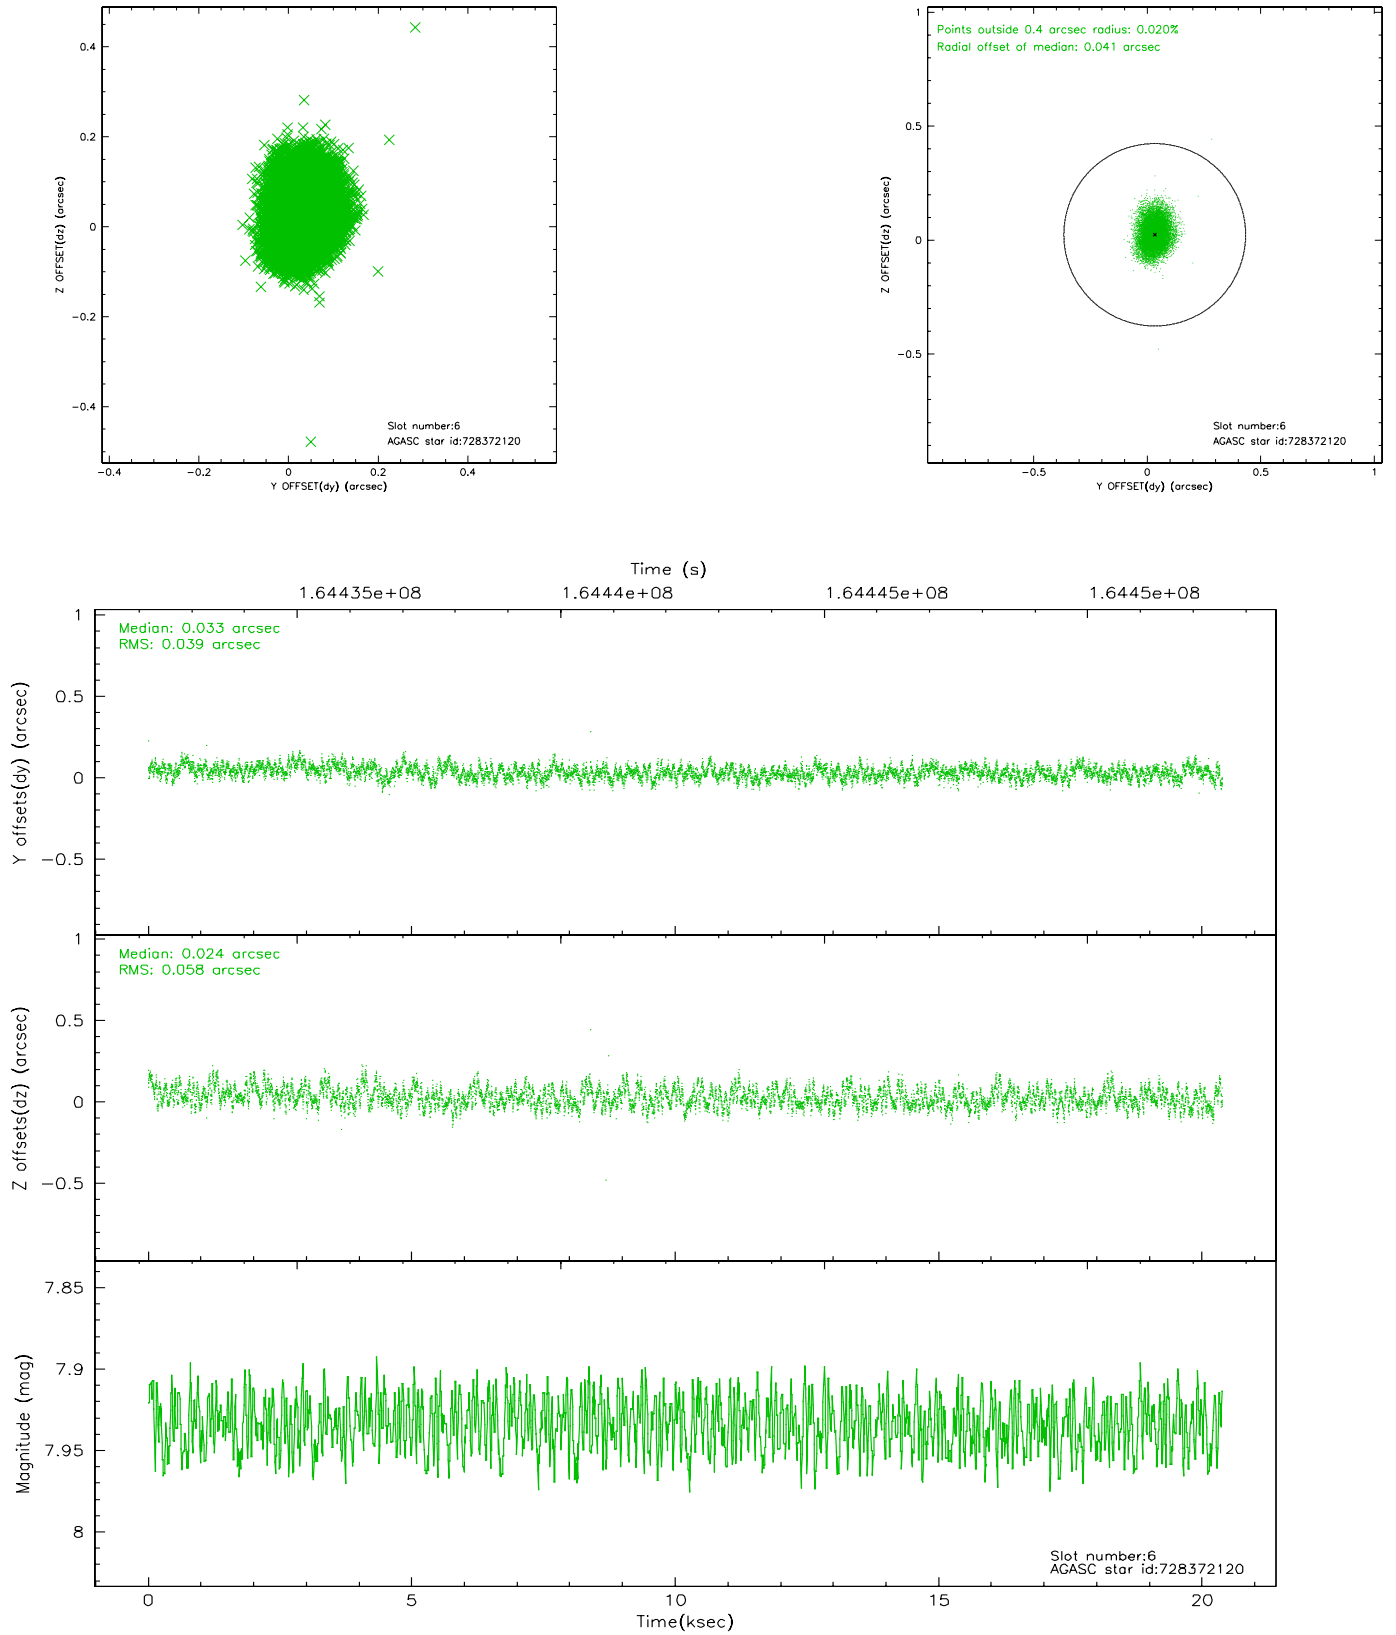 0.4
0.2
0
-0.2
-0.4
Z OFFSET(dz) (arcsec)
-0.4 -0.2 0 0.2 0.4
Y OFFSET(dy) (arcsec)
Slot number:6
AGASC star id:728372120
Points outside 0.4 arcsec radius: 0.020%
Radial offset of median: 0.041 arcsec
1
0.5
0
-0.5
Z OFFSET(dz) (arcsec)
-0.5 0 0.5 1
Y OFFSET(dy) (arcsec)
Slot number:6
AGASC star id:728372120
Time (s)
1.64435e+08 1.6444e+08 1.64445e+08 1.6445e+08
Median: 0.033 arcsec
RMS: 0.039 arcsec
1
0.5
0
-0.5
Y offsets(dy) (arcsec)
Median: 0.024 arcsec
RMS: 0.058 arcsec
1
0.5
0
-0.5
Z offsets(dz) (arcsec)
7.85
7.9
7.95
8
Magnitude (mag)
Slot number:6
AGASC star id:728372120
0 5 10 15 20
Time(ksec)